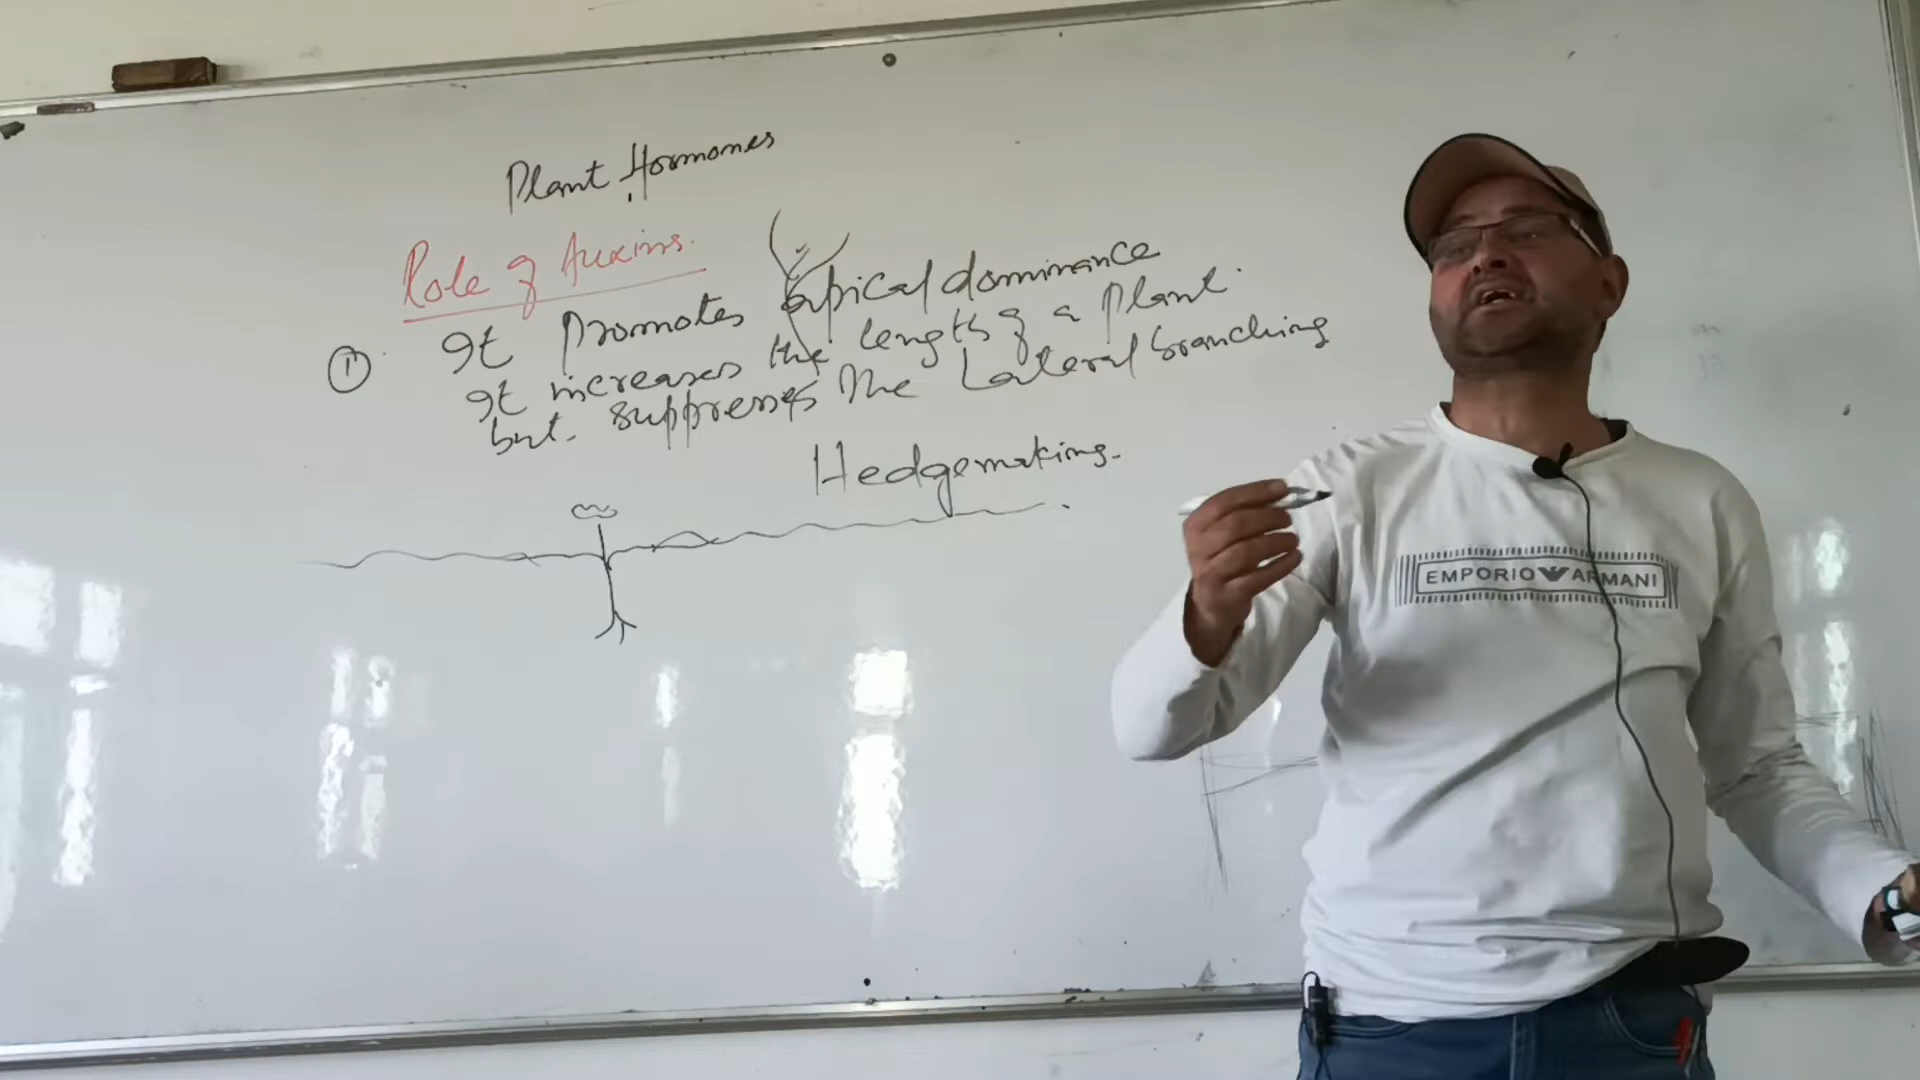 Plant Hormones
Role of Auxins.
① It promotes apical dominance
It increases the length of a Plant.
but suppresses the Lateral branching
Hedgemaking.
EMPORIO ARMANI